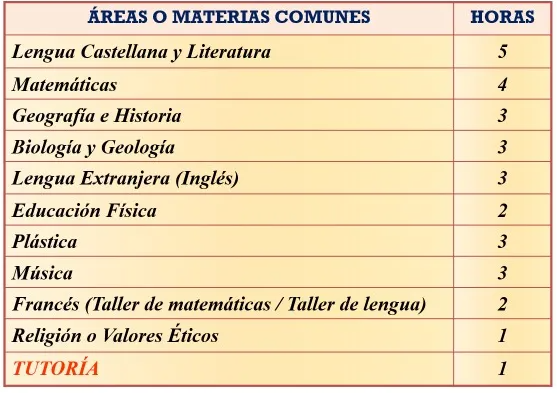 ÁREAS O MATERIAS COMUNES HORAS
Lengua Castellana y Literatura 5
Matemáticas 4
Geografía e Historia 3
Biología y Geología 3
Lengua Extranjera (Inglés) 3
Educación Física 2
Plástica 3
Música 3
Francés (Taller de matemáticas / Taller de lengua) 2
Religión o Valores Éticos 1
TUTORÍA 1